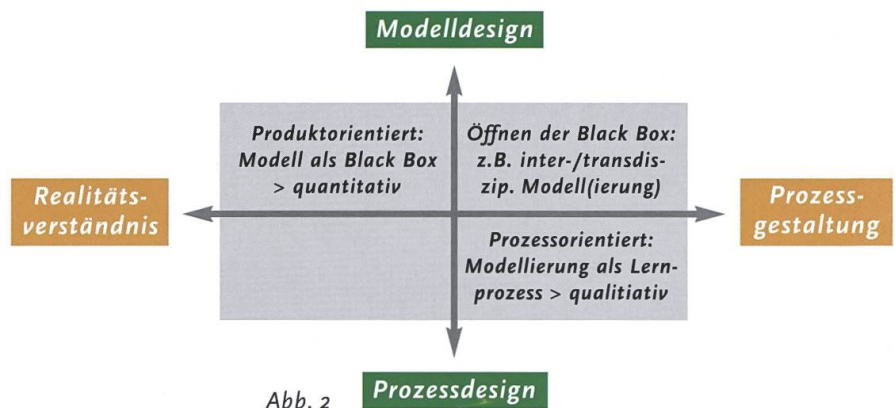 Modelldesign
Produktorientiert:
Modell als Black Box
> quantitativ
Öffnen der Black Box:
z.B. inter-/transdis-
zip. Modell(ierung)
Realitäts-
verständnis
Prozess-
gestaltung
Prozessorientiert:
Modellierung als Lern-
prozess > qualitiativ
Abb. 2
Prozessdesign